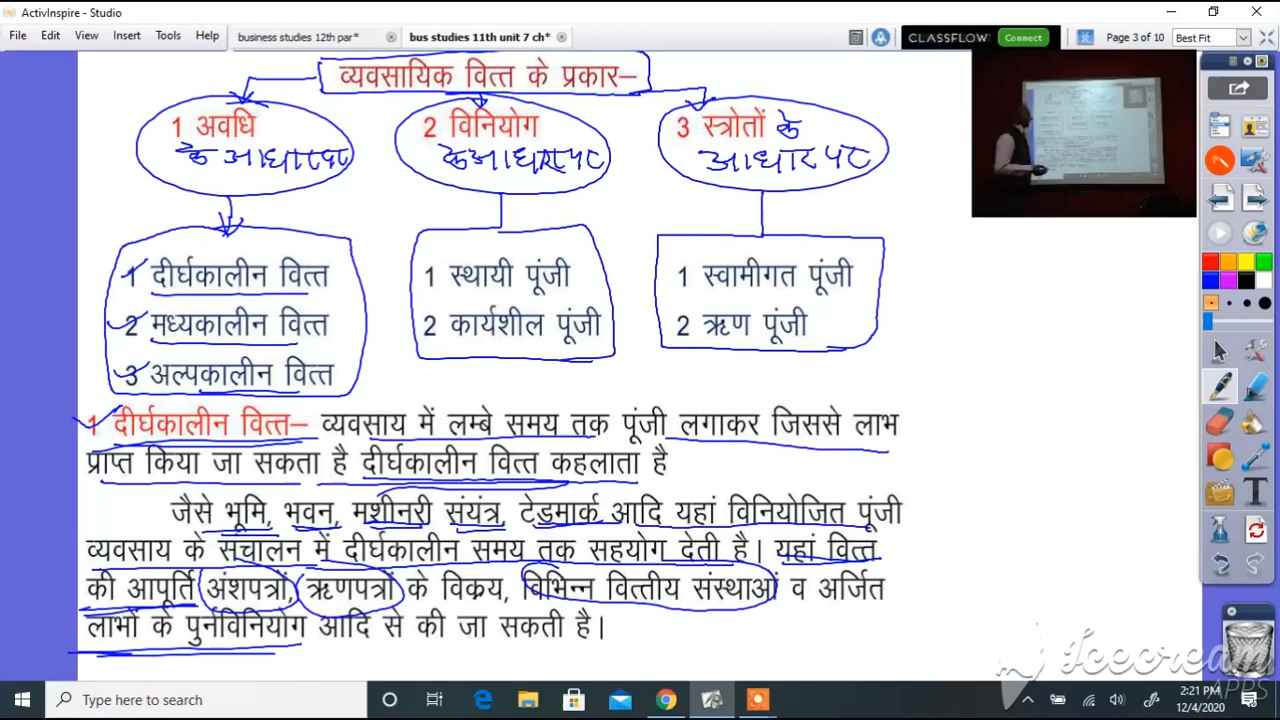 ActivInspire - Studio
File Edit View Insert Tools Help
business studies 12th par*
bus studies 11th unit 7 ch*
CLASSFLOW Connect
Page 3 of 10
Best Fit
व्यवसायिक वित्त के प्रकार–
1 अवधि
के आधार पर
2 विनियोग
के आधार पर
3 स्त्रोतों के
आधार पर
1 दीर्घकालीन वित्त
2 मध्यकालीन वित्त
3 अल्पकालीन वित्त
1 स्थायी पूंजी
2 कार्यशील पूंजी
1 स्वामीगत पूंजी
2 ऋण पूंजी
1 दीर्घकालीन वित्त– व्यवसाय में लम्बे समय तक पूंजी लगाकर जिससे लाभ
प्राप्त किया जा सकता है दीर्घकालीन वित्त कहलाता है
जैसे भूमि, भवन, मशीनरी संयंत्र, टेडमार्क आदि यहां विनियोजित पूंजी
व्यवसाय के संचालन में दीर्घकालीन समय तक सहयोग देती है। यहां वित्त
की आपूर्ति अंशपत्रों, ऋणपत्रों के विक्रय, विभिन्न वित्तीय संस्थाओं व अर्जित
लाभों के पुर्नविनियोग आदि से की जा सकती है।
Icecream
APPS
Type here to search
2:21 PM
12/4/2020